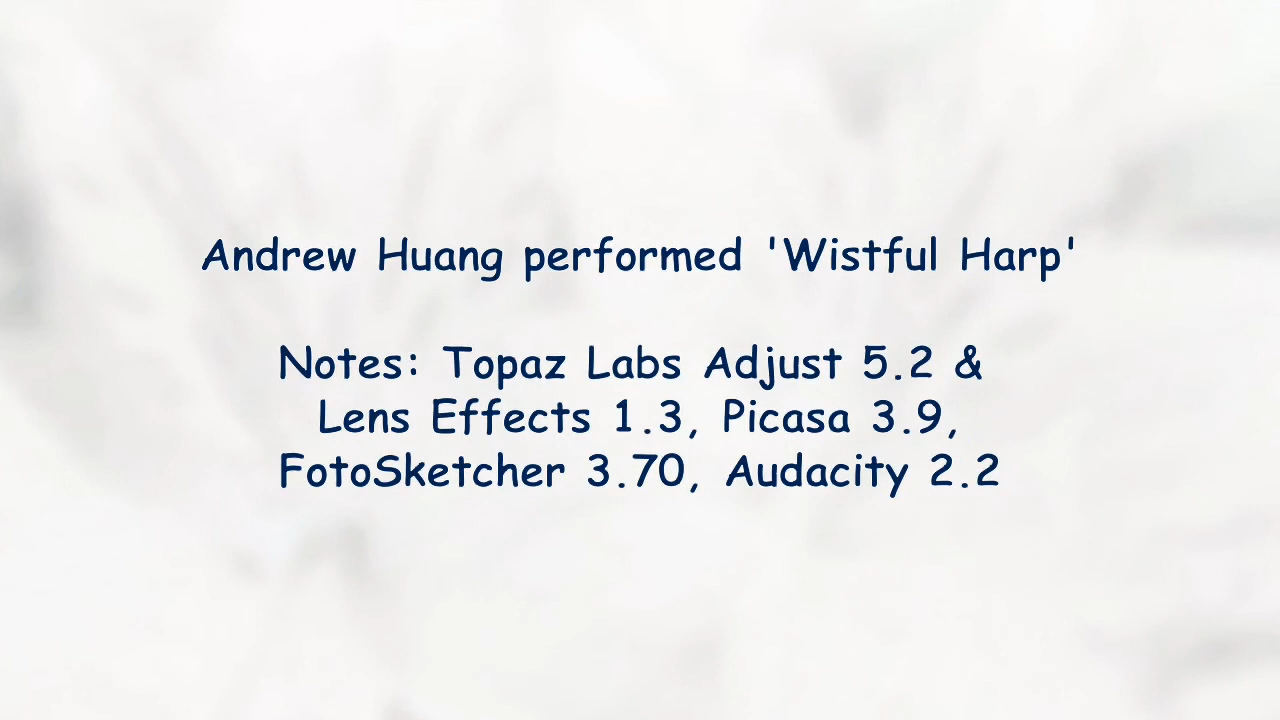 Andrew Huang performed 'Wistful Harp'
Notes: Topaz Labs Adjust 5.2 &
Lens Effects 1.3, Picasa 3.9,
FotoSketcher 3.70, Audacity 2.2